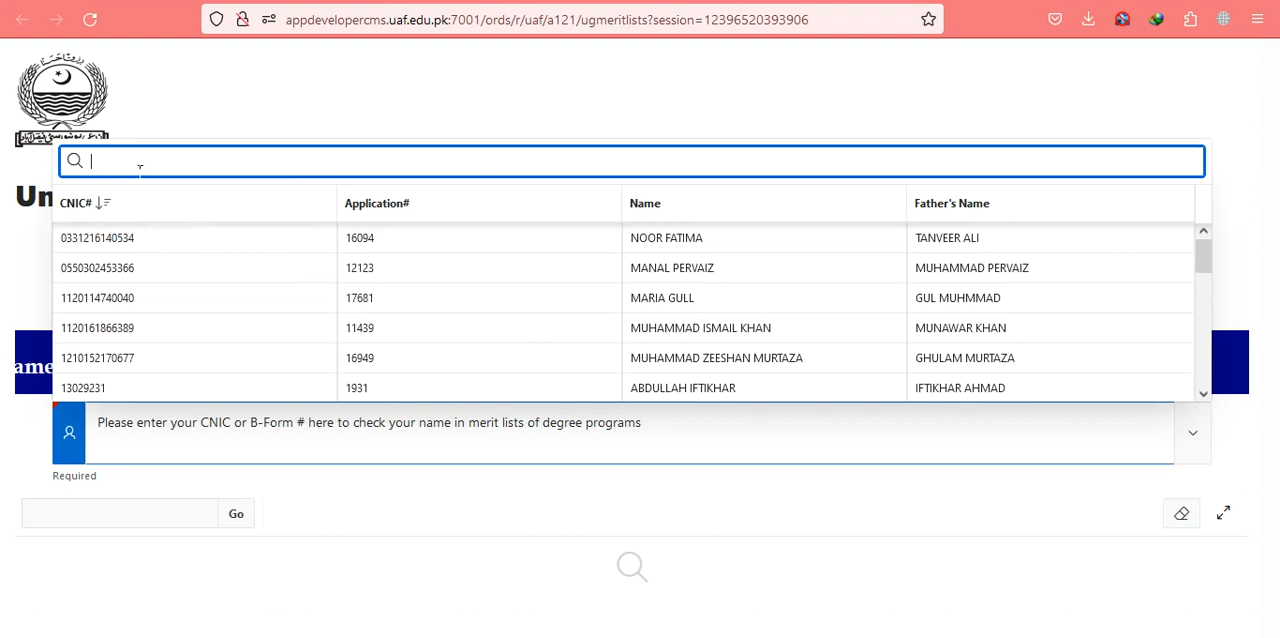 appdevelopercms.uaf.edu.pk:7001/ords/r/uaf/a121/ugmeritlists?session=12396520393906
Un
CNIC# Application# Name Father's Name
0331216140534 16094 NOOR FATIMA TANVEER ALI
0550302453366 12123 MANAL PERVAIZ MUHAMMAD PERVAIZ
1120114740040 17681 MARIA GULL GUL MUHMMAD
1120161866389 11439 MUHAMMAD ISMAIL KHAN MUNAWAR KHAN
1210152170677 16949 MUHAMMAD ZEESHAN MURTAZA GHULAM MURTAZA
13029231 1931 ABDULLAH IFTIKHAR IFTIKHAR AHMAD
ame
Please enter your CNIC or B-Form # here to check your name in merit lists of degree programs
Required
Go